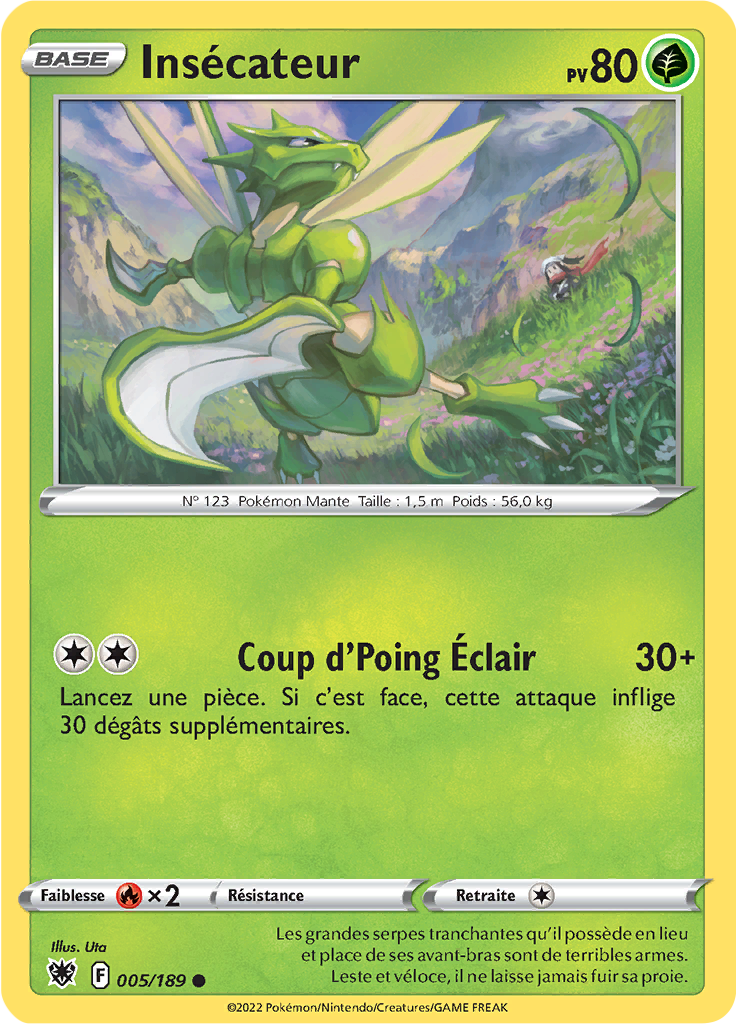 BASE Insécateur PV80
N° 123 Pokémon Mante Taille : 1,5 m Poids : 56,0 kg
Coup d'Poing Éclair 30+
Lancez une pièce. Si c'est face, cette attaque inflige
30 dégâts supplémentaires.
Faiblesse ×2 Résistance Retraite
Illus. Uta
Les grandes serpes tranchantes qu'il possède en lieu
et place de ses avant-bras sont de terribles armes.
Leste et véloce, il ne laisse jamais fuir sa proie.
F 005/189
©2022 Pokémon/Nintendo/Creatures/GAME FREAK